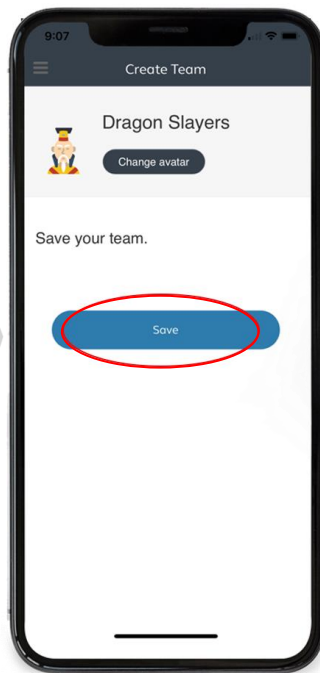 9:07
Create Team
Dragon Slayers
Change avatar
Save your team.
Save